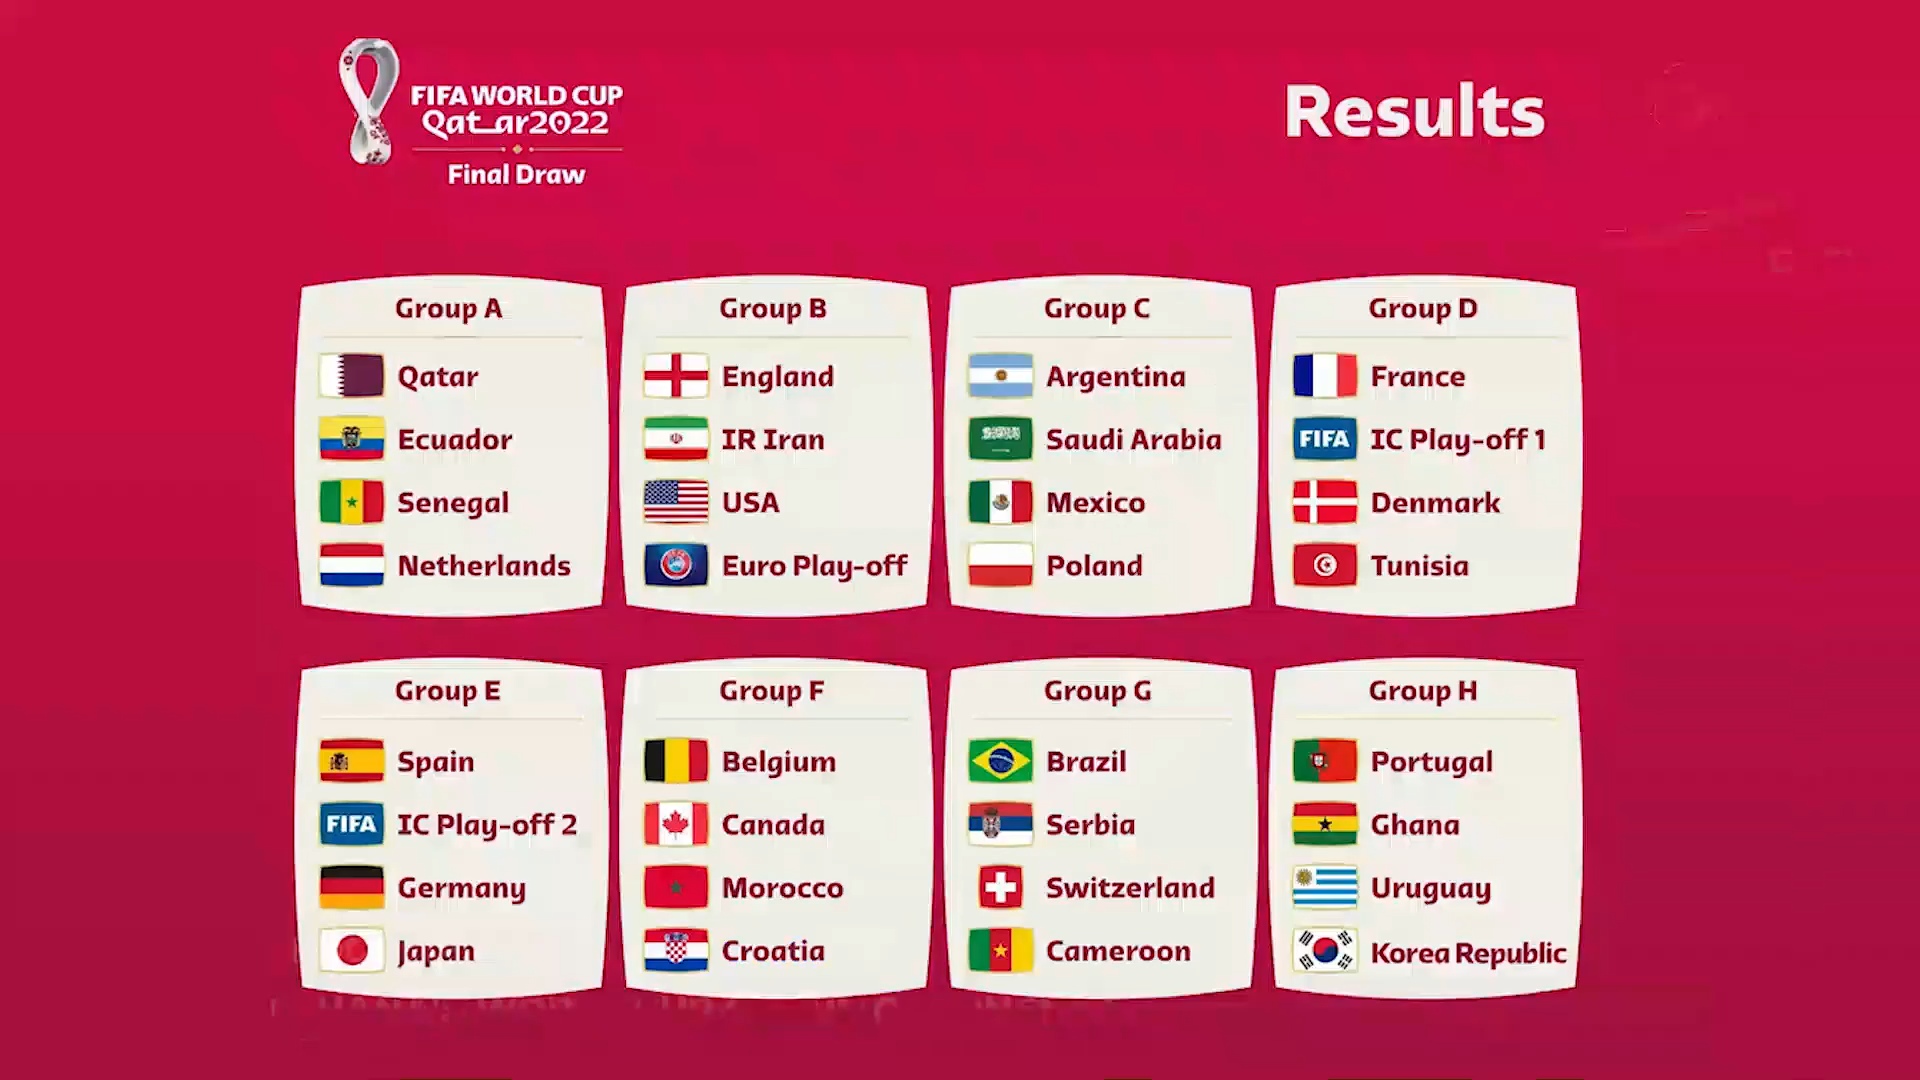 FIFA WORLD CUP
Qatar2022
Final Draw
Results
Group A
Qatar
Ecuador
Senegal
Netherlands
Group B
England
IR Iran
USA
Euro Play-off
Group C
Argentina
Saudi Arabia
Mexico
Poland
Group D
France
FIFA IC Play-off 1
Denmark
Tunisia
Group E
Spain
FIFA IC Play-off 2
Germany
Japan
Group F
Belgium
Canada
Morocco
Croatia
Group G
Brazil
Serbia
Switzerland
Cameroon
Group H
Portugal
Ghana
Uruguay
Korea Republic